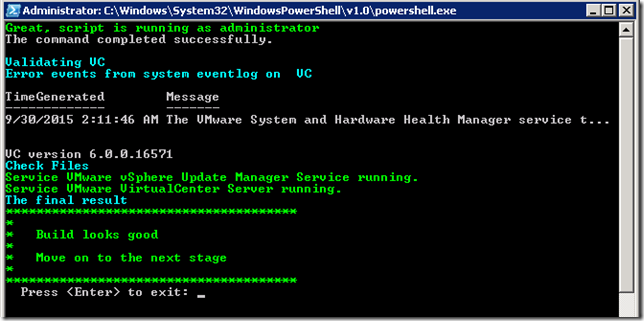 Administrator: C:\Windows\System32\WindowsPowerShell\v1.0\powershell.exe
Great, script is running as administrator
The command completed successfully.
Validating VC
Error events from system eventlog on  VC
TimeGenerated        Message
-------------        -------
9/30/2015 2:11:46 AM The VMware System and Hardware Health Manager service t...
VC version 6.0.0.16571
Check Files
Service VMware vSphere Update Manager Service running.
Service VMware VirtualCenter Server running.
The final result
**************************************
*
*   Build looks good
*
*   Move on to the next stage
*
**************************************
Press <Enter> to exit: _